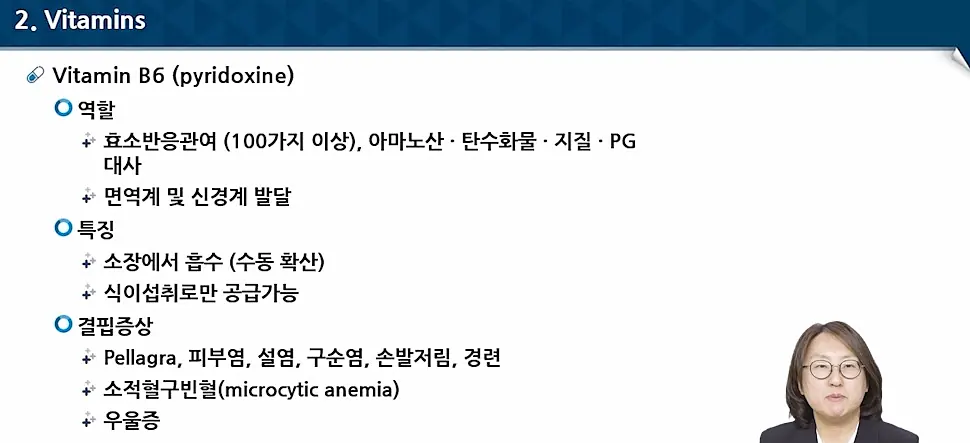 2. Vitamins
Vitamin B6 (pyridoxine)
역할
효소반응관여 (100가지 이상), 아마노산 · 탄수화물 · 지질 · PG
대사
면역계 및 신경계 발달
특징
소장에서 흡수 (수동 확산)
식이섭취로만 공급가능
결핍증상
Pellagra, 피부염, 설염, 구순염, 손발저림, 경련
소적혈구빈혈(microcytic anemia)
우울증